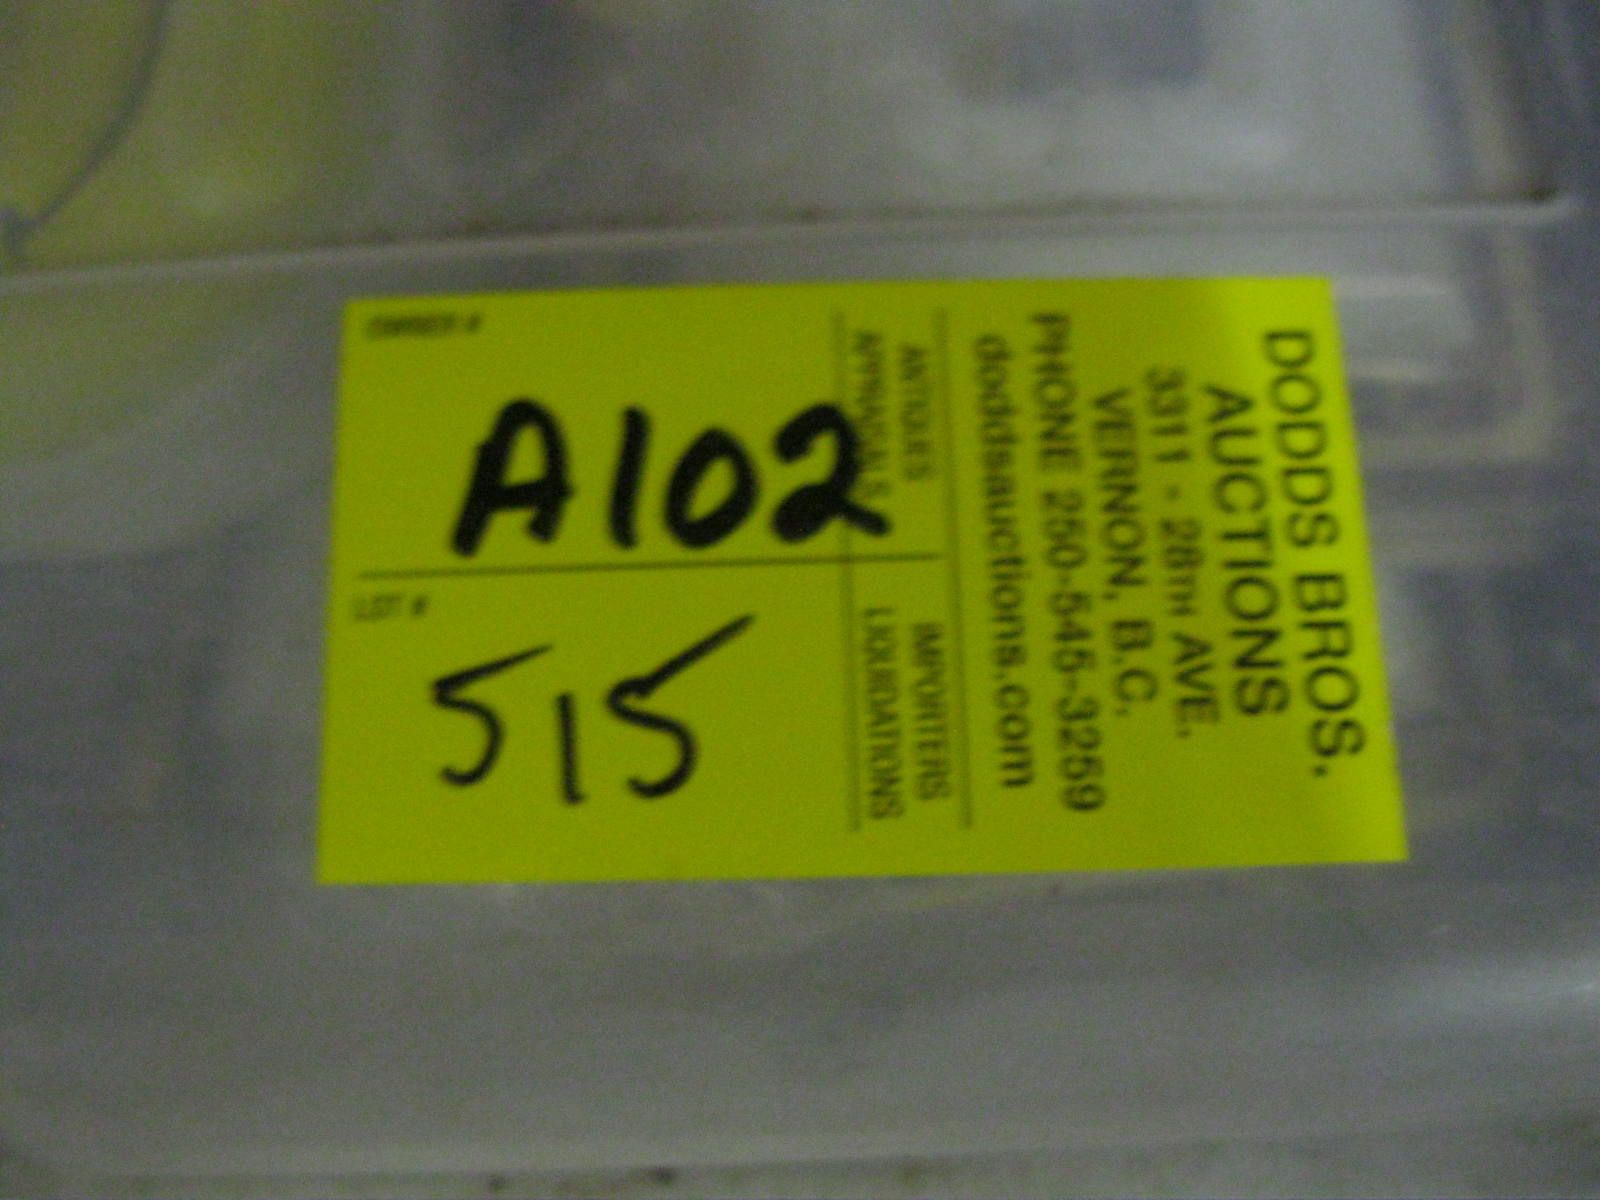 DODDS BROS.
AUCTIONS
3311 - 28TH AVE.
VERNON, B.C.
PHONE 250-545-3259
doddsauctions.com
ANTIQUES
APPRAISALS
IMPORTERS
LIQUIDATIONS
OWNER #
A102
LOT #
515